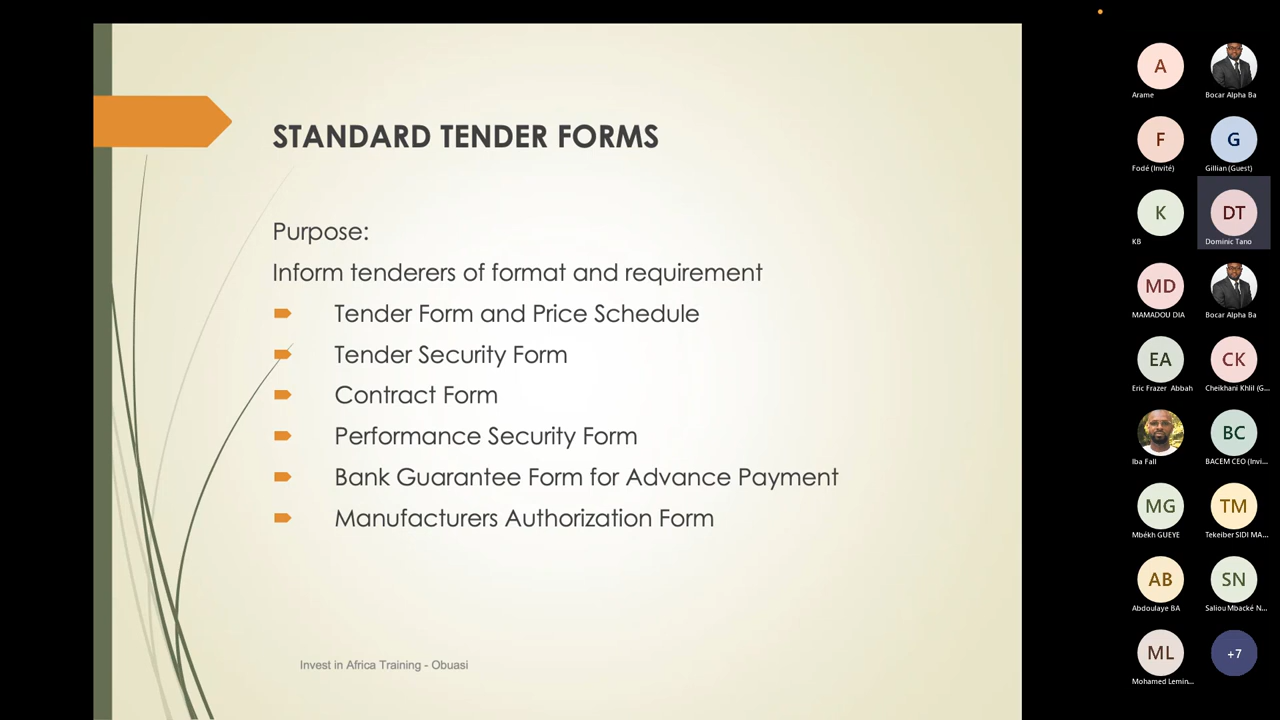 STANDARD TENDER FORMS
Purpose:
Inform tenderers of format and requirement
Tender Form and Price Schedule
Tender Security Form
Contract Form
Performance Security Form
Bank Guarantee Form for Advance Payment
Manufacturers Authorization Form
Invest in Africa Training - Obuasi
A
Arame
Bocar Alpha Ba
F
Fodé (Invité)
G
Gillian (Guest)
K
KB
DT
Dominic Tano
MD
MAMADOU DIA
Bocar Alpha Ba
EA
Eric Frazer Abbah
CK
Cheikhani Khlil (G...
Iba Fall
BC
BACEM CEO (Invi...
MG
Mbékh GUEYE
TM
Tekeiber SIDI MA...
AB
Abdoulaye BA
SN
Saliou Mbacké N...
ML
Mohamed Lemin...
+7